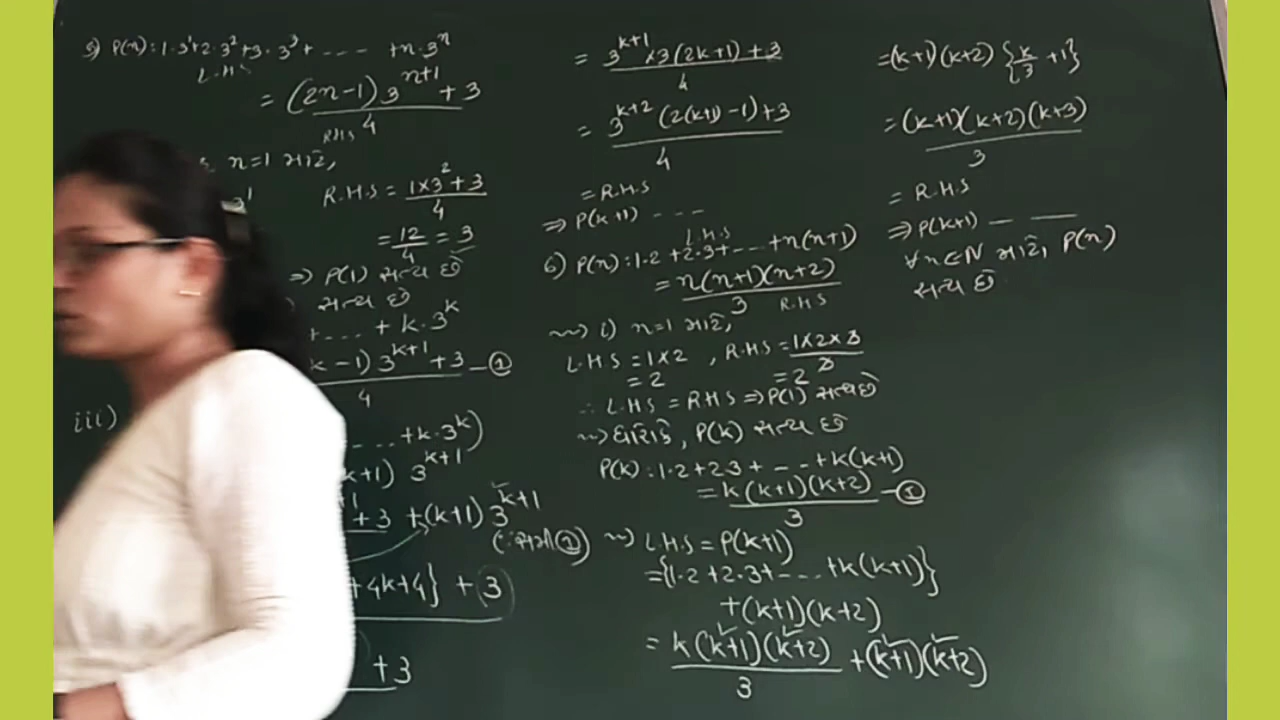 5) P(n): 1·3¹+2·3²+3·3³+ ---- +n·3ⁿ
L.H.S
= (2n-1)3ⁿ⁺¹+3
4
RHS
n=1 માટે,
3¹ R.H.S = 1×3²+3
4
= 12 = 3
4
⇒ P(1) સત્ય છે
સત્ય છે
+ ... + k·3ᵏ
k-1) 3ᵏ⁺¹+3 —①
4
iii)
... +k·3ᵏ)
k+1) 3ᵏ⁺¹
+3 +(k+1) 3ᵏ⁺¹
(∵ ①)
+4k+4} + 3
+3
= 3ᵏ⁺¹×3(2k+1)+3
4
= 3ᵏ⁺²(2(k+1)-1)+3
4
= R.H.S
⇒ P(k+1) ---
L.H.S
6) P(n): 1·2+2·3+ --- +n(n+1)
= n(n+1)(n+2)
3 R.H.S
i) n=1 માટે,
L.H.S = 1×2 , R.H.S = 1×2×3
3
= 2 = 2
∴ L.H.S = RHS ⇒ P(1) સત્ય છે
ધારોકે, P(k) સત્ય છે
P(k): 1·2+2·3+ --- +k(k+1)
= k(k+1)(k+2) —①
3
L.H.S = P(k+1)
={1·2+2·3+ --- +k(k+1)}
+(k+1)(k+2)
= k(k+1)(k+2) +(k+1)(k+2)
3
=(k+1)(k+2) {k/3 +1}
=(k+1)(k+2)(k+3)
3
= R.H.S
⇒ P(k+1) — —
∀n∈N માટે, P(n)
સત્ય છે